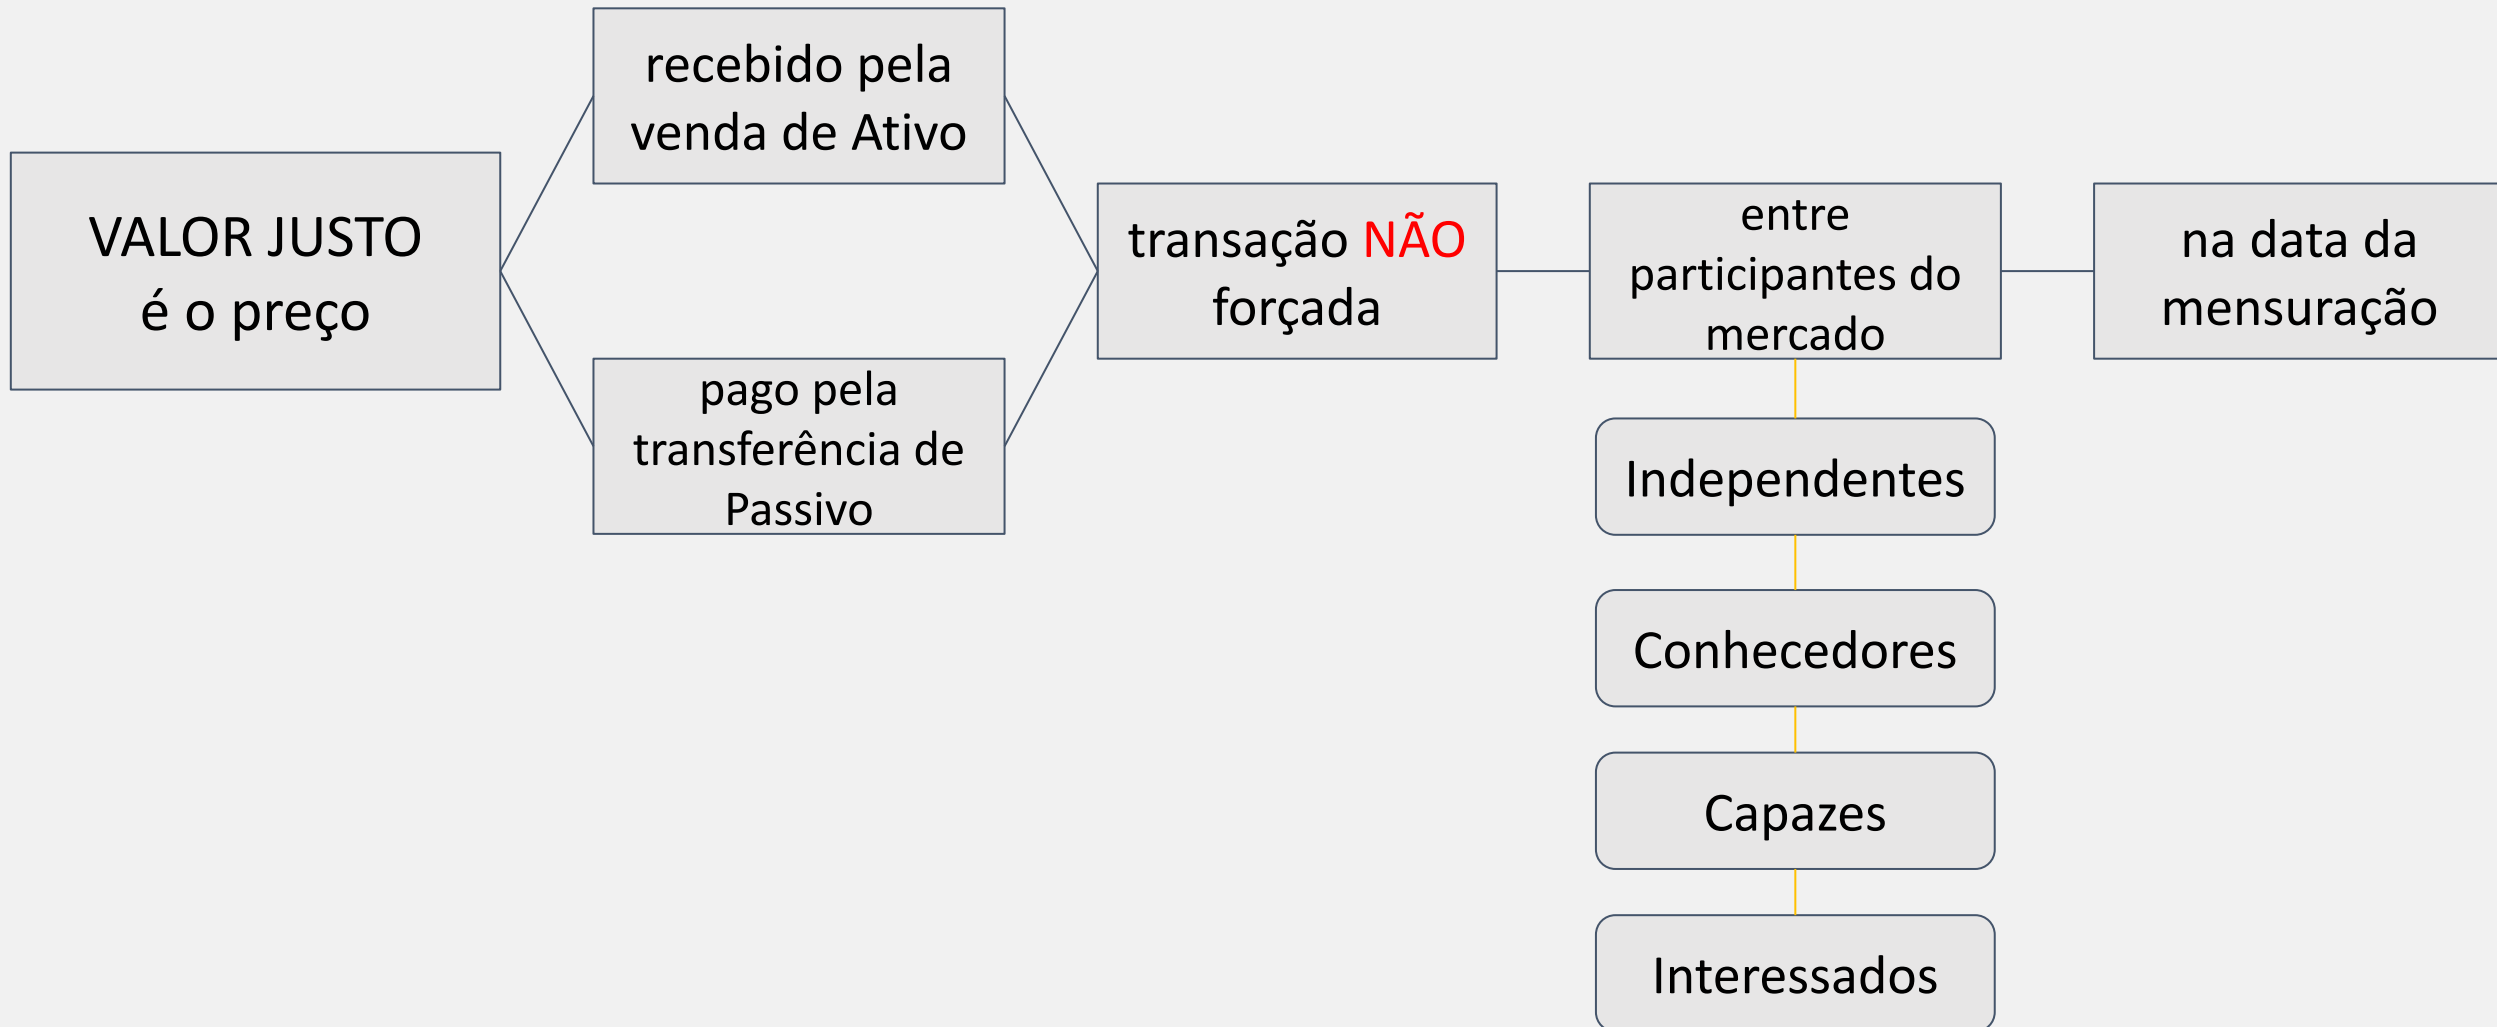 VALOR JUSTO
é o preço
recebido pela
venda de Ativo
pago pela
transferência de
Passivo
transação NÃO
forçada
entre
participantes do
mercado
na data da
mensuração
Independentes
Conhecedores
Capazes
Interessados